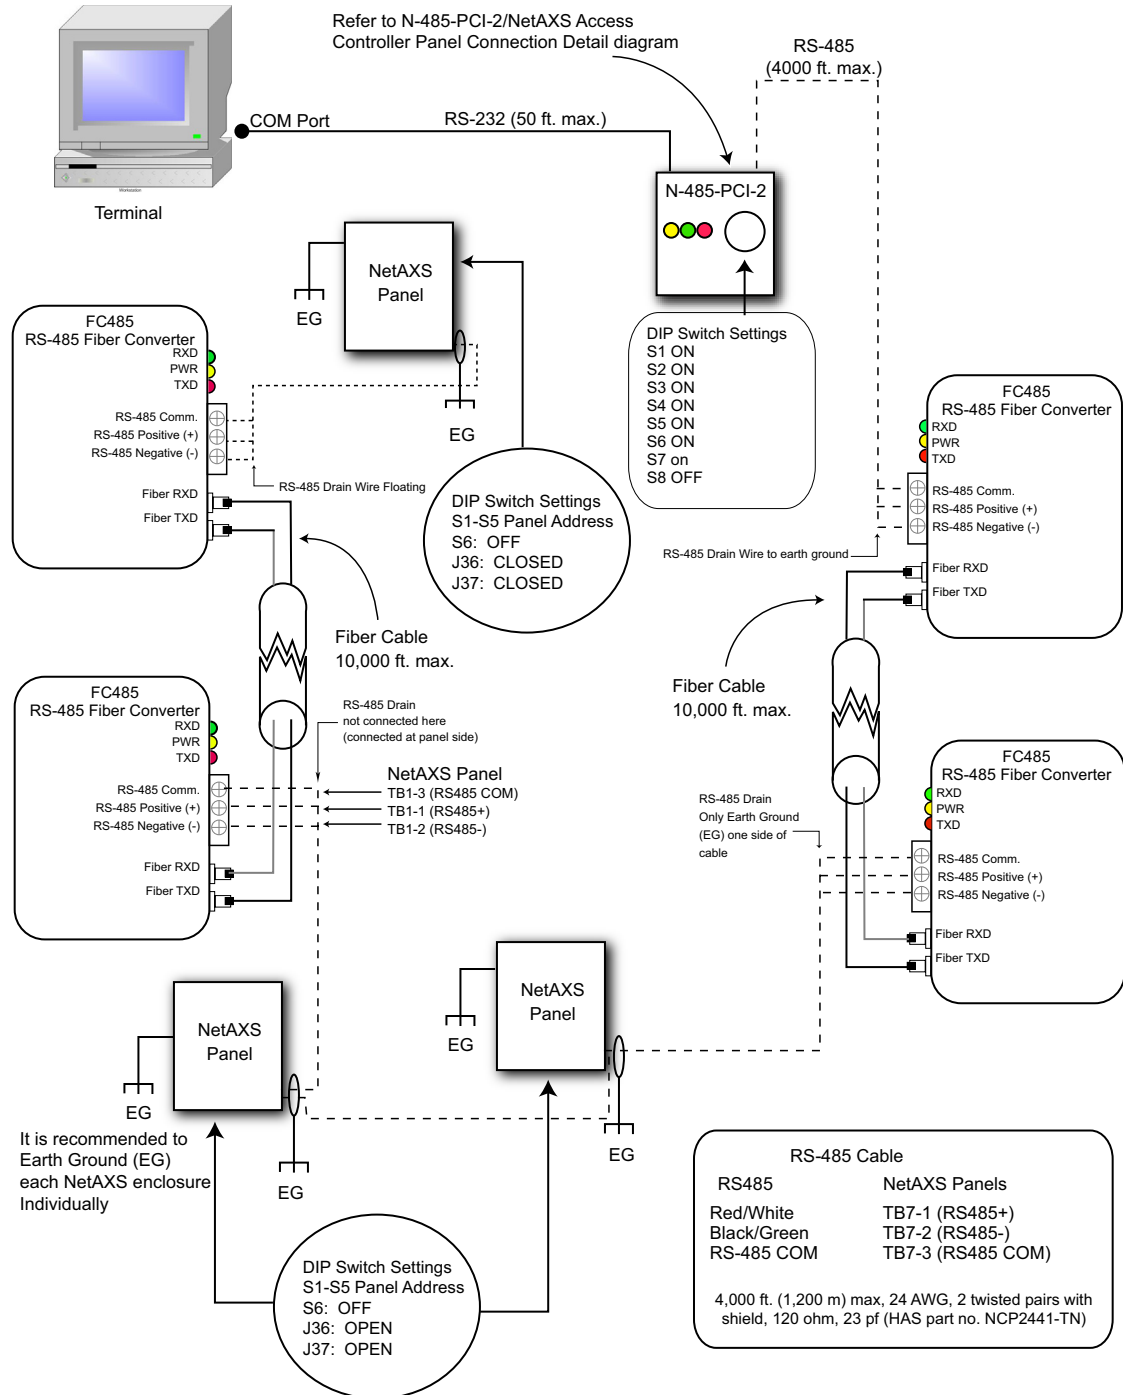 Refer to N-485-PCI-2/NetAXS Access
Controller Panel Connection Detail diagram
RS-485
(4000 ft. max.)
COM Port
RS-232 (50 ft. max.)
Workstation
Terminal
N-485-PCI-2
NetAXS
Panel
EG
EG
DIP Switch Settings
S1 ON
S2 ON
S3 ON
S4 ON
S5 ON
S6 ON
S7 on
S8 OFF
FC485
RS-485 Fiber Converter
RXD
PWR
TXD
RS-485 Comm.
RS-485 Positive (+)
RS-485 Negative (-)
Fiber RXD
Fiber TXD
RS-485 Drain Wire Floating
DIP Switch Settings
S1-S5 Panel Address
S6: OFF
J36: CLOSED
J37: CLOSED
FC485
RS-485 Fiber Converter
RXD
PWR
TXD
RS-485 Comm.
RS-485 Positive (+)
RS-485 Negative (-)
Fiber RXD
Fiber TXD
RS-485 Drain Wire to earth ground
Fiber Cable
10,000 ft. max.
Fiber Cable
10,000 ft. max.
FC485
RS-485 Fiber Converter
RXD
PWR
TXD
RS-485 Comm.
RS-485 Positive (+)
RS-485 Negative (-)
Fiber RXD
Fiber TXD
RS-485 Drain
not connected here
(connected at panel side)
NetAXS Panel
TB1-3 (RS485 COM)
TB1-1 (RS485+)
TB1-2 (RS485-)
RS-485 Drain
Only Earth Ground
(EG) one side of
cable
FC485
RS-485 Fiber Converter
RXD
PWR
TXD
RS-485 Comm.
RS-485 Positive (+)
RS-485 Negative (-)
Fiber RXD
Fiber TXD
NetAXS
Panel
EG
EG
NetAXS
Panel
EG
EG
It is recommended to
Earth Ground (EG)
each NetAXS enclosure
Individually
DIP Switch Settings
S1-S5 Panel Address
S6: OFF
J36: OPEN
J37: OPEN
RS-485 Cable
RS485 NetAXS Panels
Red/White TB7-1 (RS485+)
Black/Green TB7-2 (RS485-)
RS-485 COM TB7-3 (RS485 COM)
4,000 ft. (1,200 m) max, 24 AWG, 2 twisted pairs with
shield, 120 ohm, 23 pf (HAS part no. NCP2441-TN)